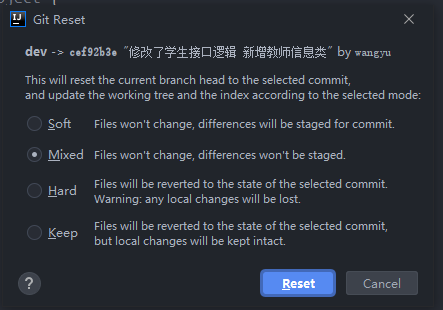 Git Reset
dev -> cef92b3e "修改了学生接口逻辑 新增教师信息类" by wangyu
This will reset the current branch head to the selected commit,
and update the working tree and the index according to the selected mode:
Soft Files won't change, differences will be staged for commit.
Mixed Files won't change, differences won't be staged.
Hard Files will be reverted to the state of the selected commit.
Warning: any local changes will be lost.
Keep Files will be reverted to the state of the selected commit,
but local changes will be kept intact.
? Reset Cancel